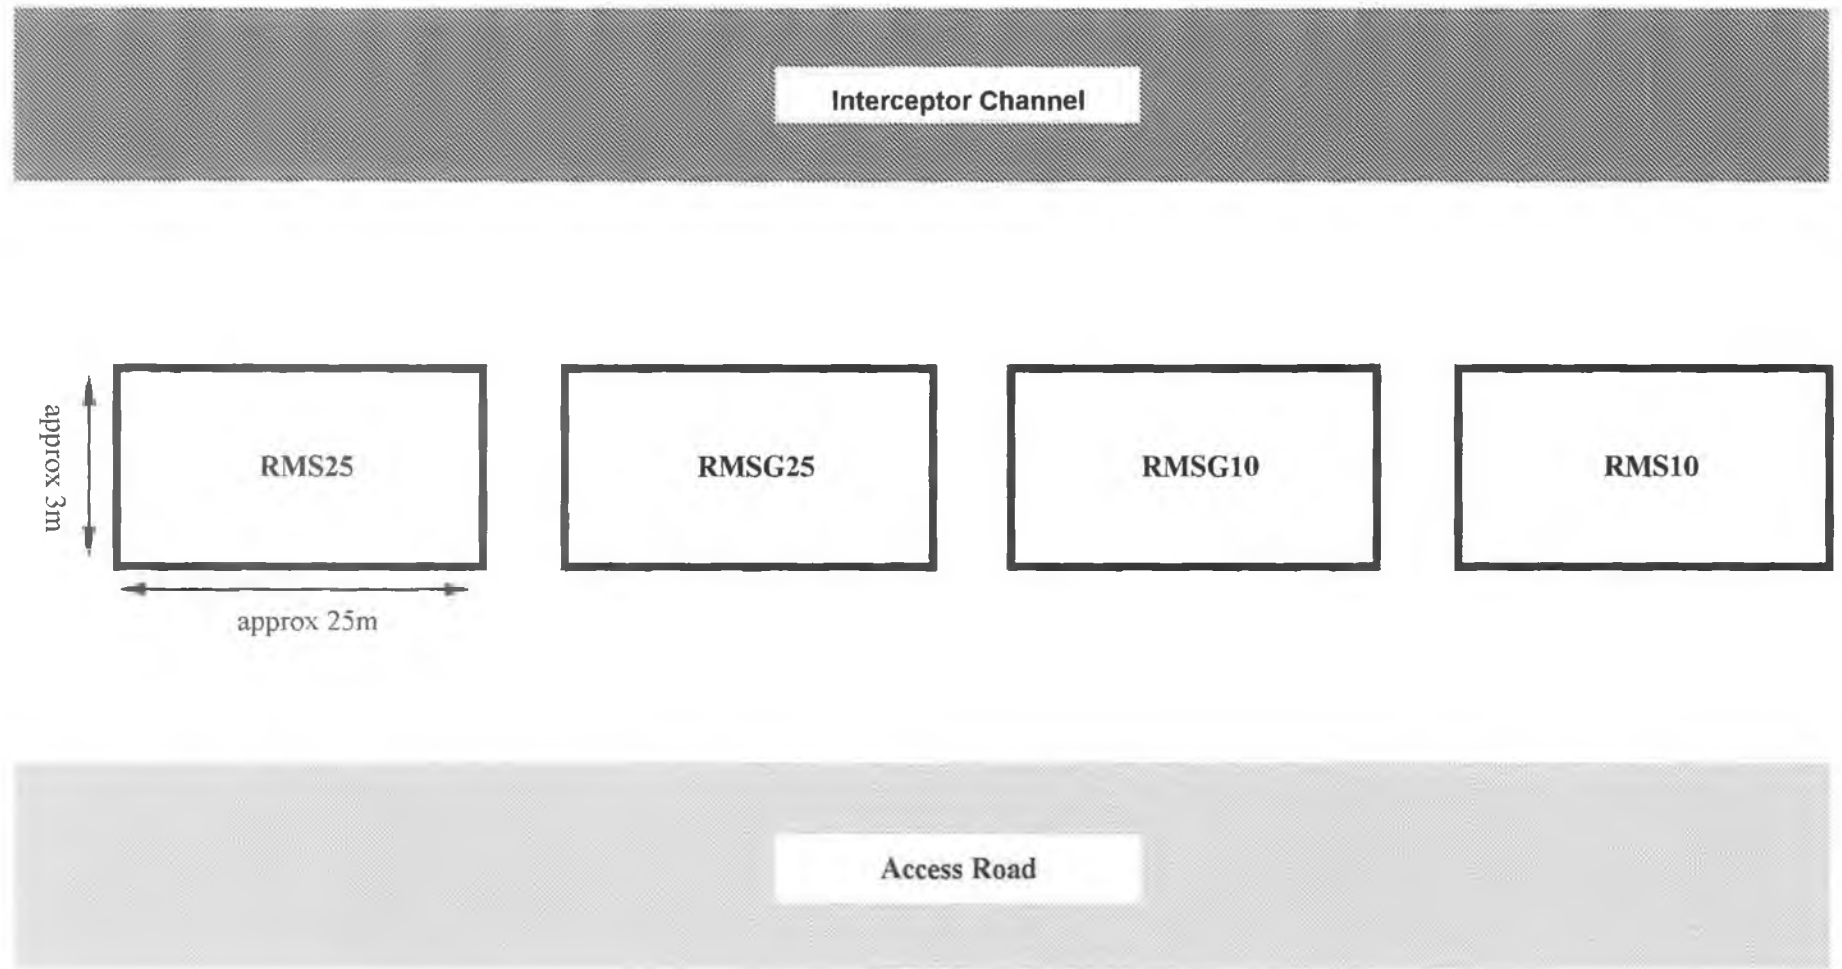 Interceptor Channel
approx 3m
RMS25
RMSG25
RMSG10
RMS10
approx 25m
Access Road